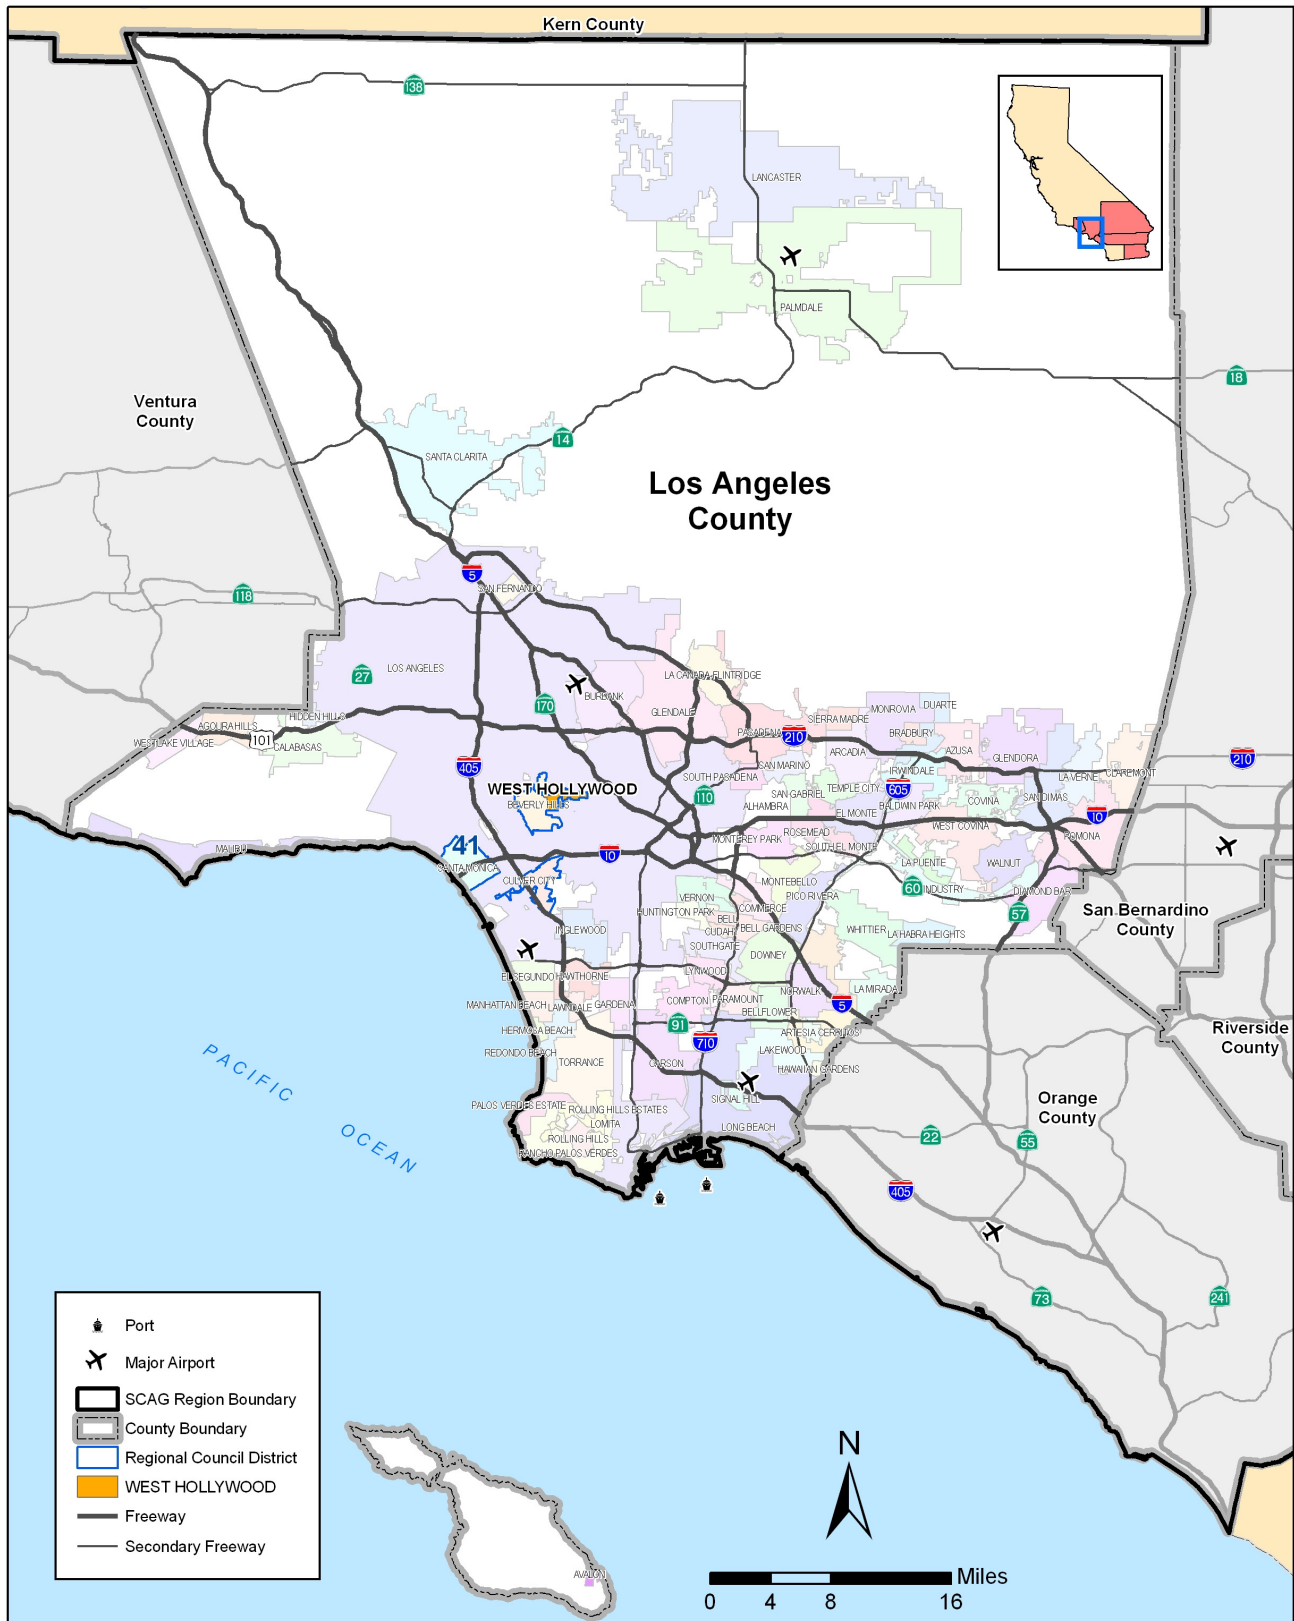 Kern County
138
LANCASTER
PALMDALE
18
Ventura
County
14
SANTA CLARITA
Los Angeles
County
5
SAN FERNANDO
118
LOS ANGELES
27
LA CANADA FLINTRIDGE
BURBANK
170
GLENDALE
HIDDEN HILLS
AGOURA HILLS
101
WESTLAKE VILLAGE
CALABASAS
PASADENA
210
SIERRA MADRE
MONROVIA
DUARTE
BRADBURY
ARCADIA
AZUSA
GLENDORA
210
405
SAN MARINO
IRWINDALE
LA VERNE
CLAREMONT
SOUTH PASADENA
WEST HOLLYWOOD
BEVERLY HILLS
110
SAN GABRIEL
TEMPLE CITY
605
SAN DIMAS
ALHAMBRA
BALDWIN PARK
COVINA
EL MONTE
10
WEST COVINA
POMONA
ROSEMEAD
MONTEREY PARK
SOUTH EL MONTE
MALIBU
41
10
SANTA MONICA
CULVER CITY
LA PUENTE
WALNUT
60
INDUSTRY
DIAMOND BAR
MONTEBELLO
PICO RIVERA
VERNON
COMMERCE
HUNTINGTON PARK
BELL
57
San Bernardino
County
INGLEWOOD
CUDAHY
BELL GARDENS
WHITTIER
LA HABRA HEIGHTS
SOUTHGATE
DOWNEY
EL SEGUNDO
HAWTHORNE
LYNWOOD
NORWALK
LA MIRADA
MANHATTAN BEACH
LAWNDALE
GARDENA
COMPTON
PARAMOUNT
5
BELLFLOWER
HERMOSA BEACH
91
ARTESIA
CERRITOS
710
Riverside
County
REDONDO BEACH
TORRANCE
CARSON
LAKEWOOD
HAWAIIAN GARDENS
PACIFIC
OCEAN
SIGNAL HILL
Orange
County
PALOS VERDES ESTATE
ROLLING HILLS ESTATES
LOMITA
LONG BEACH
22
55
ROLLING HILLS
RANCHO PALOS VERDES
405
73
241
Port
Major Airport
SCAG Region Boundary
County Boundary
Regional Council District
WEST HOLLYWOOD
Freeway
Secondary Freeway
AVALON
N
Miles
0 4 8 16